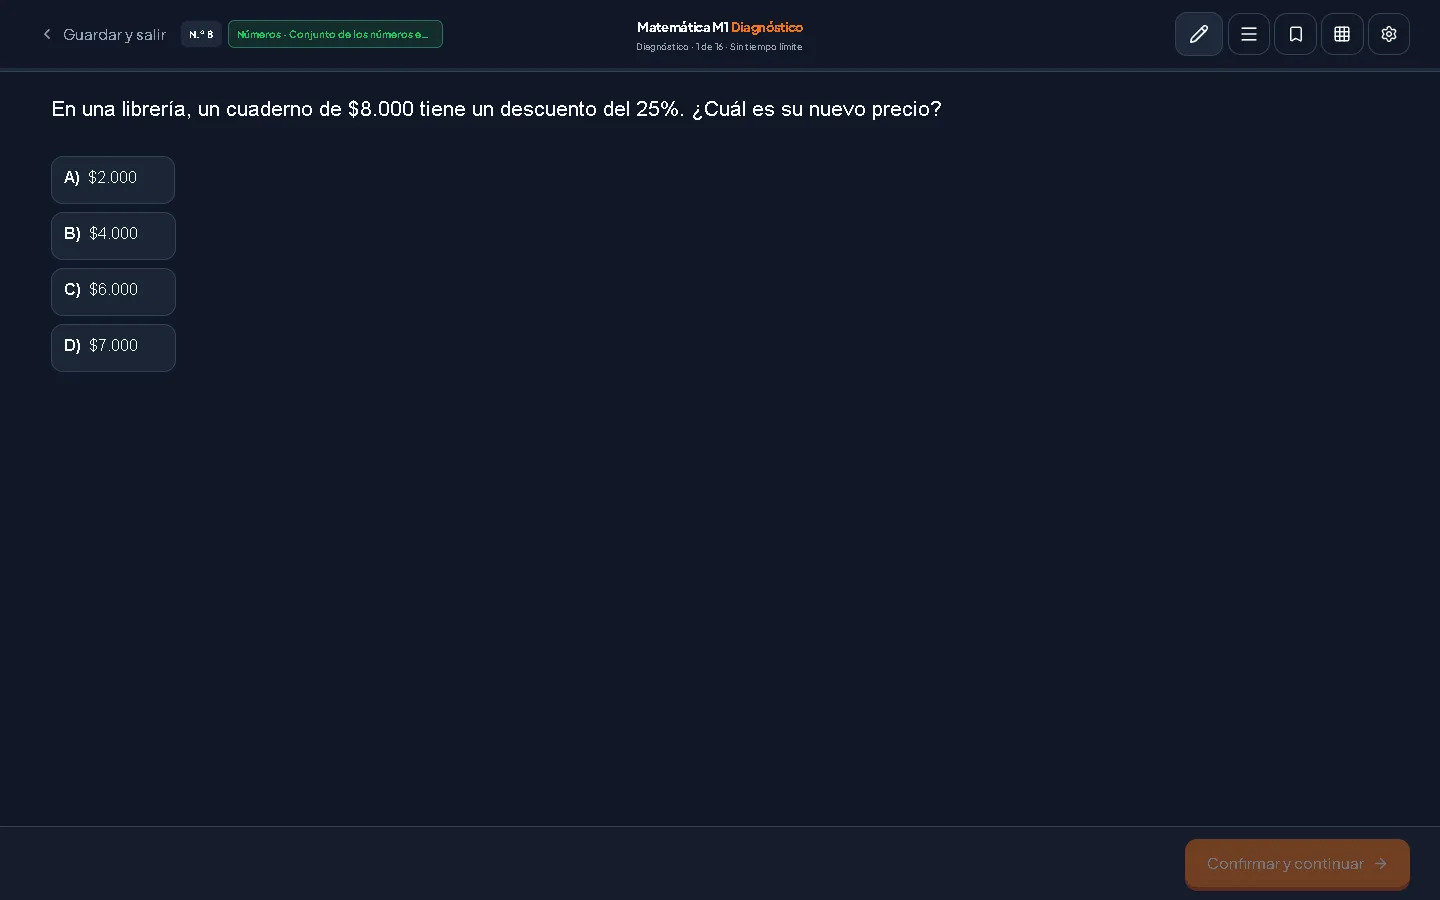 Guardar y salir
N.º 8
Números · Conjunto de los números e...
Matemática M1 Diagnóstico
Diagnóstico · 1 de 16 · Sin tiempo límite
En una librería, un cuaderno de $8.000 tiene un descuento del 25%. ¿Cuál es su nuevo precio?
A) $2.000
B) $4.000
C) $6.000
D) $7.000
Confirmar y continuar